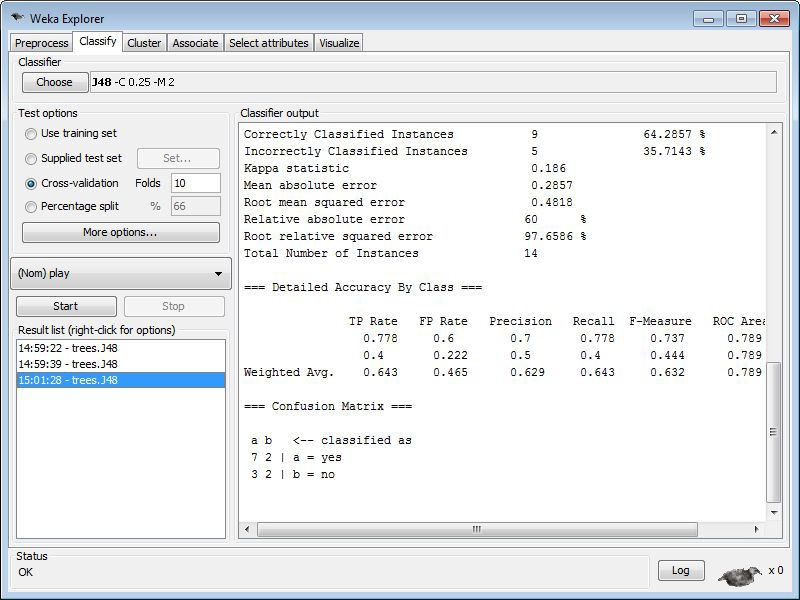 Weka Explorer
Preprocess Classify Cluster Associate Select attributes Visualize
Classifier
Choose J48 -C 0.25 -M 2
Test options
Use training set
Supplied test set Set...
Cross-validation Folds 10
Percentage split % 66
More options...
(Nom) play
Start Stop
Result list (right-click for options)
14:59:22 - trees.J48
14:59:39 - trees.J48
15:01:28 - trees.J48
Classifier output
Correctly Classified Instances 9 64.2857 %
Incorrectly Classified Instances 5 35.7143 %
Kappa statistic 0.186
Mean absolute error 0.2857
Root mean squared error 0.4818
Relative absolute error 60 %
Root relative squared error 97.6586 %
Total Number of Instances 14
=== Detailed Accuracy By Class ===
TP Rate FP Rate Precision Recall F-Measure ROC Area
0.778 0.6 0.7 0.778 0.737 0.789
0.4 0.222 0.5 0.4 0.444 0.789
Weighted Avg. 0.643 0.465 0.629 0.643 0.632 0.789
=== Confusion Matrix ===
a b <-- classified as
7 2 | a = yes
3 2 | b = no
Status
OK
Log x 0